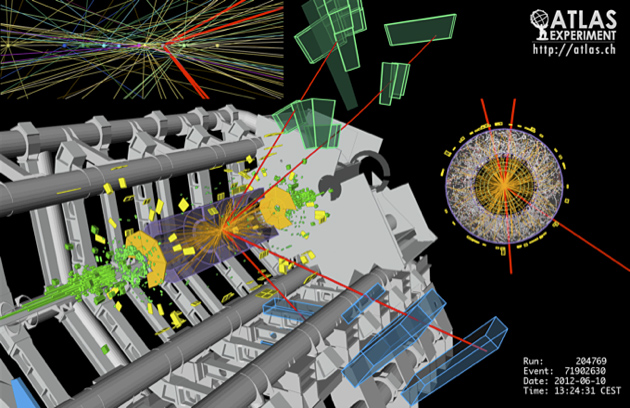 ATLAS
EXPERIMENT
http://atlas.ch
Run: 204769
Event: 71902630
Date: 2012-06-10
Time: 13:24:31 CEST